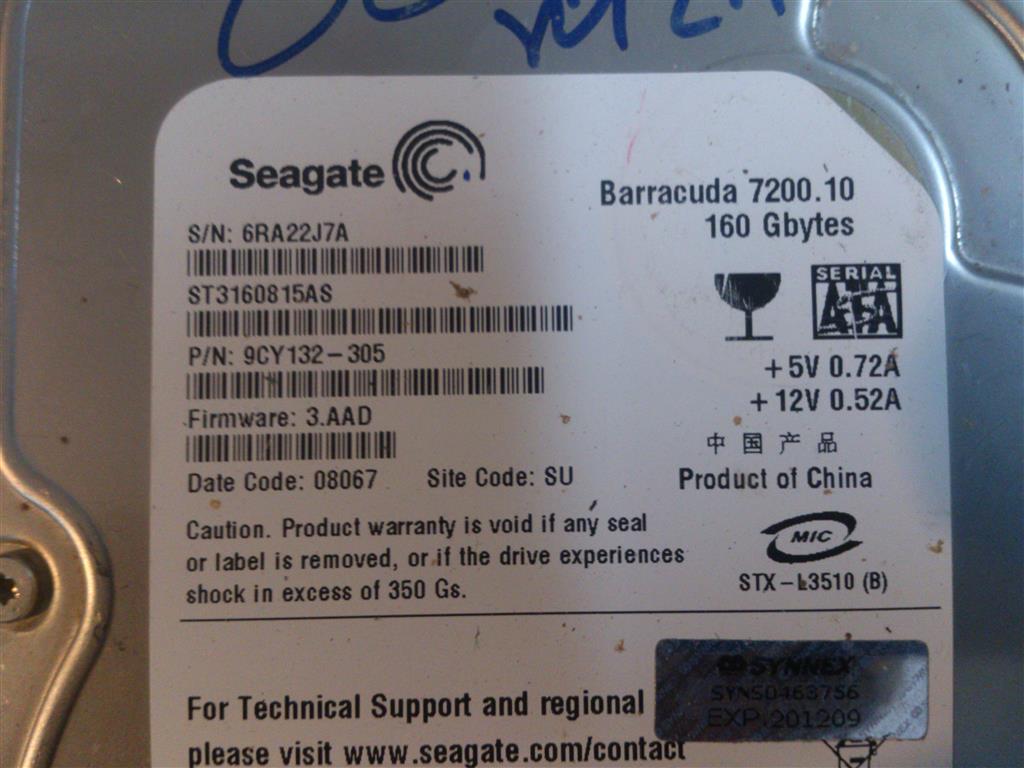 Seagate
Barracuda 7200.10
160 Gbytes
S/N: 6RA22J7A
ST3160815AS
P/N: 9CY132-305
Firmware: 3.AAD
Date Code: 08067 Site Code: SU
SERIAL
ATA
+5V 0.72A
+12V 0.52A
中国产品
Product of China
Caution. Product warranty is void if any seal
or label is removed, or if the drive experiences
shock in excess of 350 Gs.
MIC
STX-L3510 (B)
For Technical Support and regional
please visit www.seagate.com/contact
SYNNEX
SYNS0463756
EXP.201209